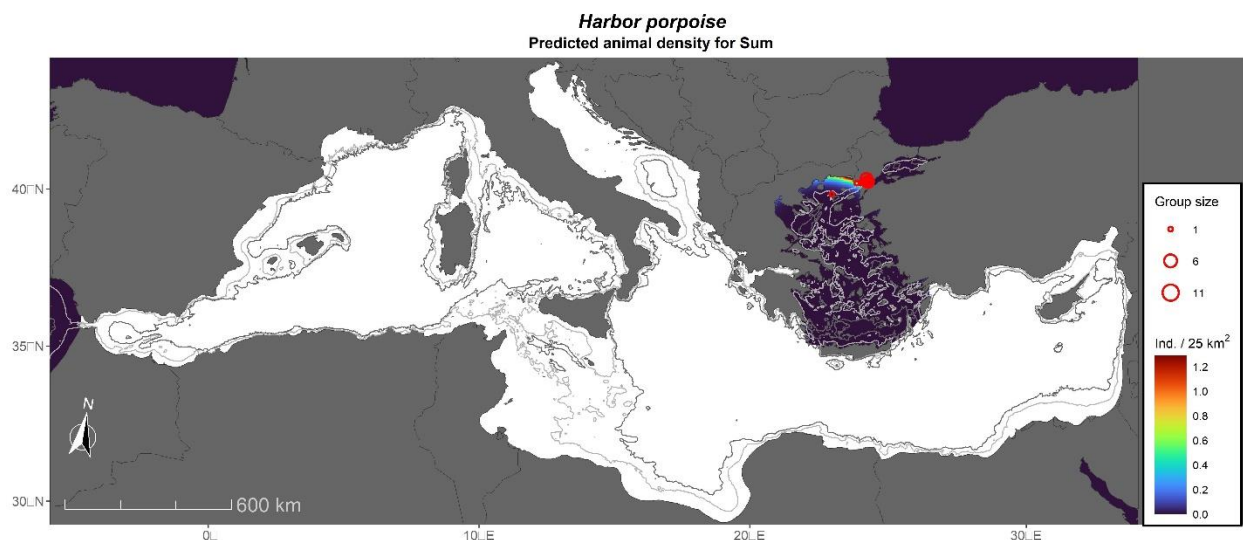 Harbor porpoise
Predicted animal density for Sum
40□N
35□N
30□N
N
600 km
0□
10□E
20□E
30□E
Group size
1
6
11
Ind. / 25 km²
1.2
1.0
0.8
0.6
0.4
0.2
0.0